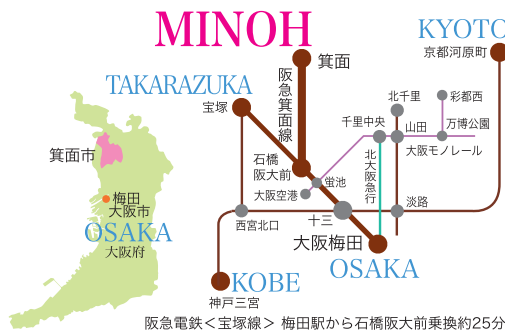 MINOH
KYOTO
京都河原町
箕面
阪急箕面線
TAKARAZUKA
宝塚
北千里
彩都西
千里中央
山田
万博公園
大阪モノレール
石橋
阪大前
蛍池
大阪空港
北大阪急行
箕面市
梅田
大阪市
OSAKA
大阪府
淡路
西宮北口
十三
大阪梅田
OSAKA
KOBE
神戸三宮
阪急電鉄＜宝塚線＞ 梅田駅から石橋阪大前乗換約25分